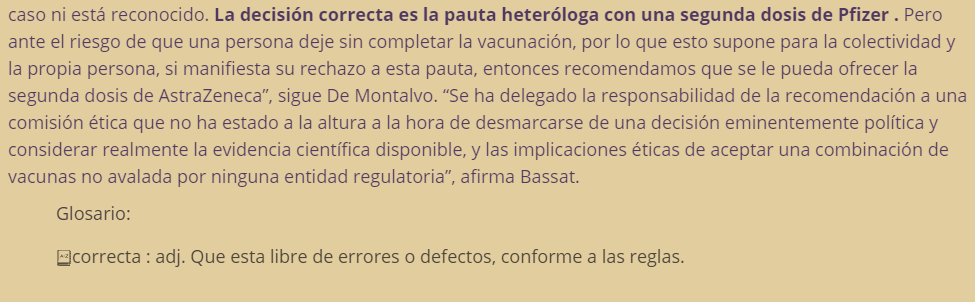 caso ni está reconocido. La decisión correcta es la pauta heteróloga con una segunda dosis de Pfizer . Pero
ante el riesgo de que una persona deje sin completar la vacunación, por lo que esto supone para la colectividad y
la propia persona, si manifiesta su rechazo a esta pauta, entonces recomendamos que se le pueda ofrecer la
segunda dosis de AstraZeneca”, sigue De Montalvo. “Se ha delegado la responsabilidad de la recomendación a una
comisión ética que no ha estado a la altura a la hora de desmarcarse de una decisión eminentemente política y
considerar realmente la evidencia científica disponible, y las implicaciones éticas de aceptar una combinación de
vacunas no avalada por ninguna entidad regulatoria”, afirma Bassat.
Glosario:
correcta : adj. Que esta libre de errores o defectos, conforme a las reglas.